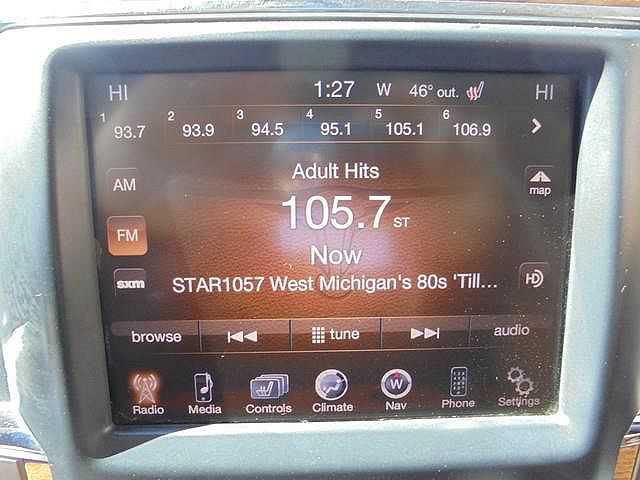 HI 1:27 W 46° out. HI
1 93.7 2 93.9 3 94.5 4 95.1 5 105.1 6 106.9
Adult Hits
AM
map
105.7 ST
FM
Now
sxm
STAR1057 West Michigan's 80s 'Till...
HD
browse tune audio
Radio Media Controls Climate W Nav Phone Settings